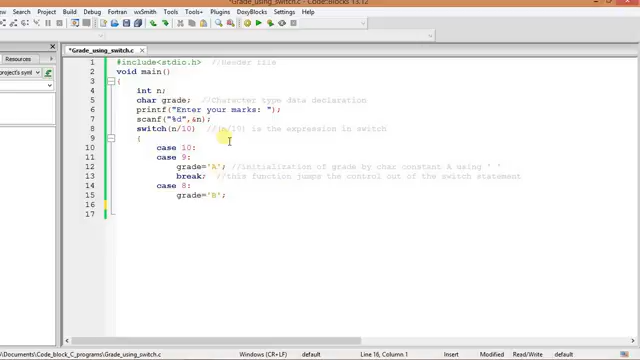 *Grade_using_switch.c - Code::Blocks 13.12
Search Project Build Debug Fortran wxSmith Tools Tools+ Plugins DoxyBlocks Settings Help
Resources
*Grade_using_switch.c
project's symb
1 #include<stdio.h> //Header file
2 void main()
3 {
4 int n;
5 char grade; //Character type data declaration
6 printf("Enter your marks: ");
7 scanf("%d",&n);
8 switch(n/10) //(n/10) is the expression in switch
9 {
10 case 10:
11 case 9:
12 grade='A'; //initialization of grade by char constant A using ' '
13 break; //this function jumps the control out of the switch statement
14 case 8:
15 grade='B';
16
17
\Documents\Code_block_C_programs\Grade_using_switch.c Windows (CR+LF) default Line 16, Column 1 Insert Modified Read/Write default